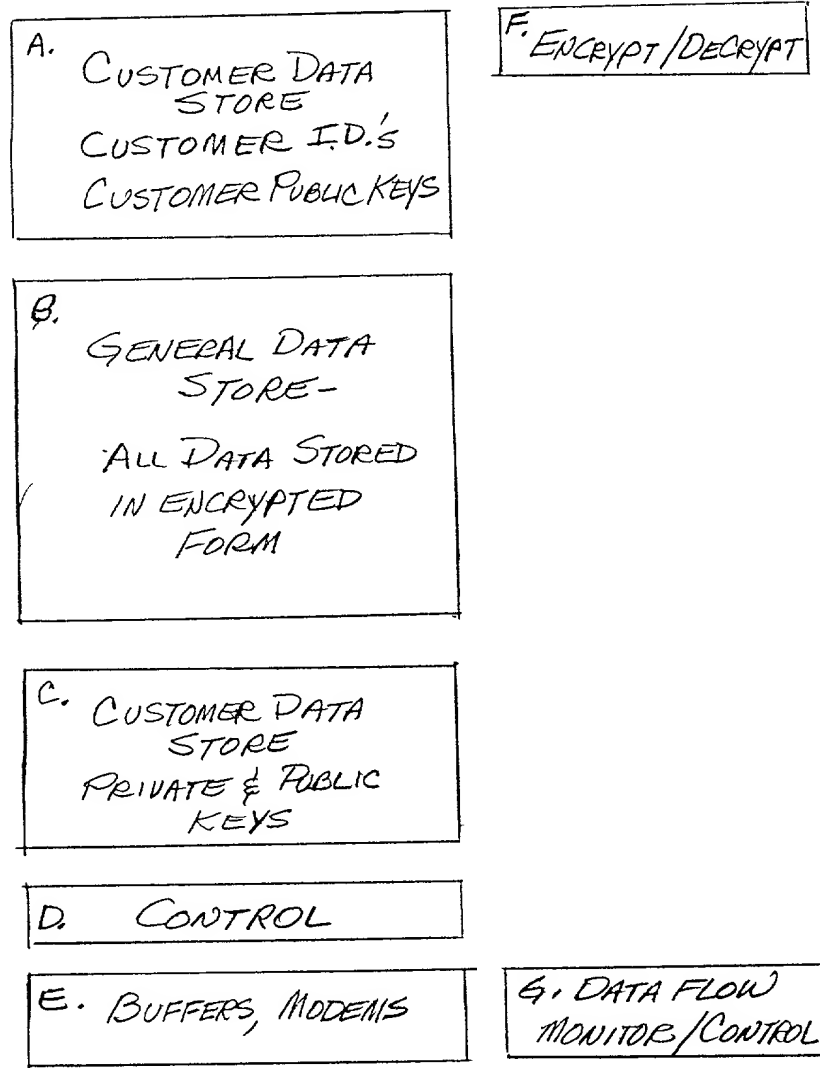 A.
CUSTOMER DATA
STORE
CUSTOMER I.D.'S
CUSTOMER PUBLIC KEYS
F. ENCRYPT/DECRYPT
B.
GENERAL DATA
STORE-
ALL DATA STORED
IN ENCRYPTED
FORM
C. CUSTOMER DATA
STORE
PRIVATE & PUBLIC
KEYS
D. CONTROL
E. BUFFERS, MODEMS
G. DATA FLOW
MONITOR/CONTROL